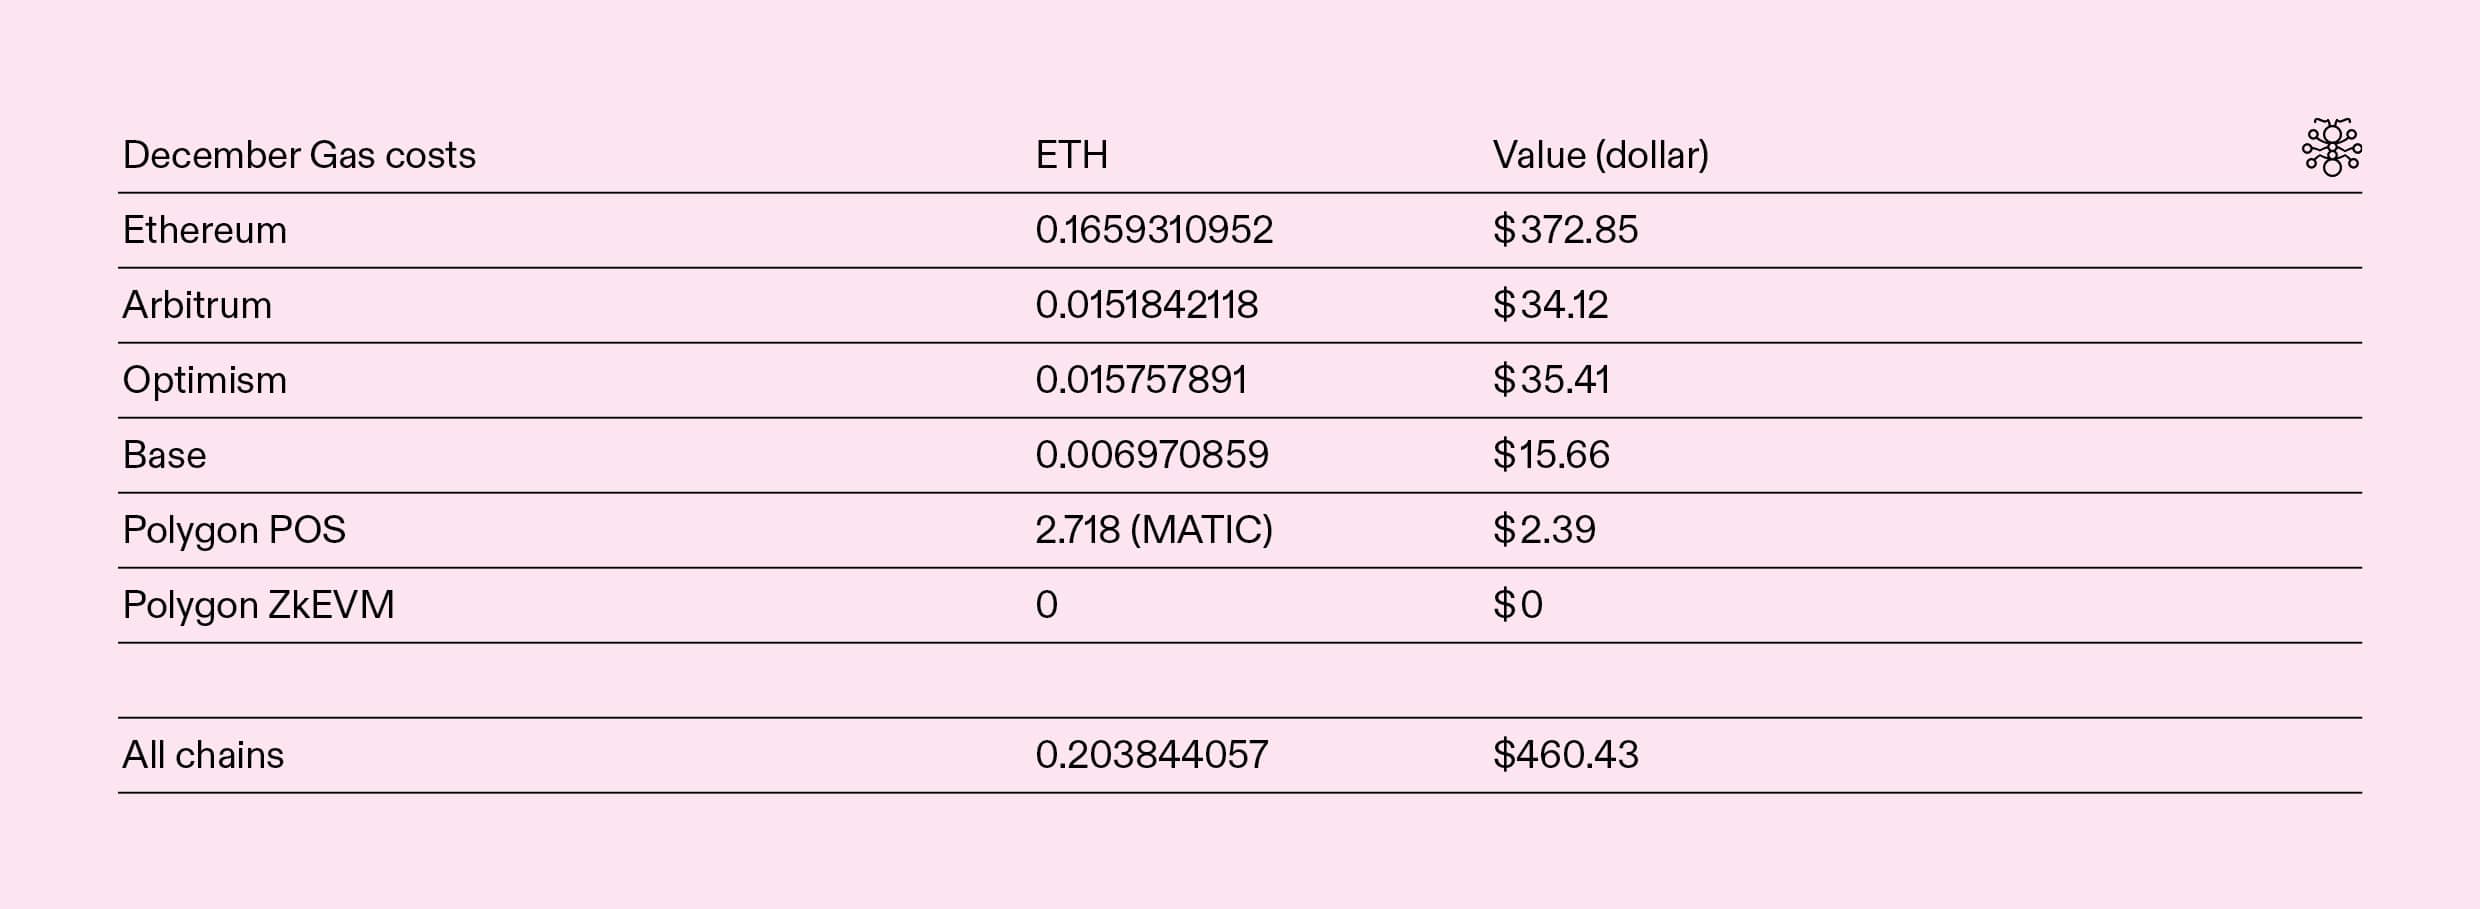 December Gas costs ETH Value (dollar)
Ethereum 0.1659310952 $372.85
Arbitrum 0.0151842118 $34.12
Optimism 0.015757891 $35.41
Base 0.006970859 $15.66
Polygon POS 2.718 (MATIC) $2.39
Polygon ZkEVM 0 $0
All chains 0.203844057 $460.43